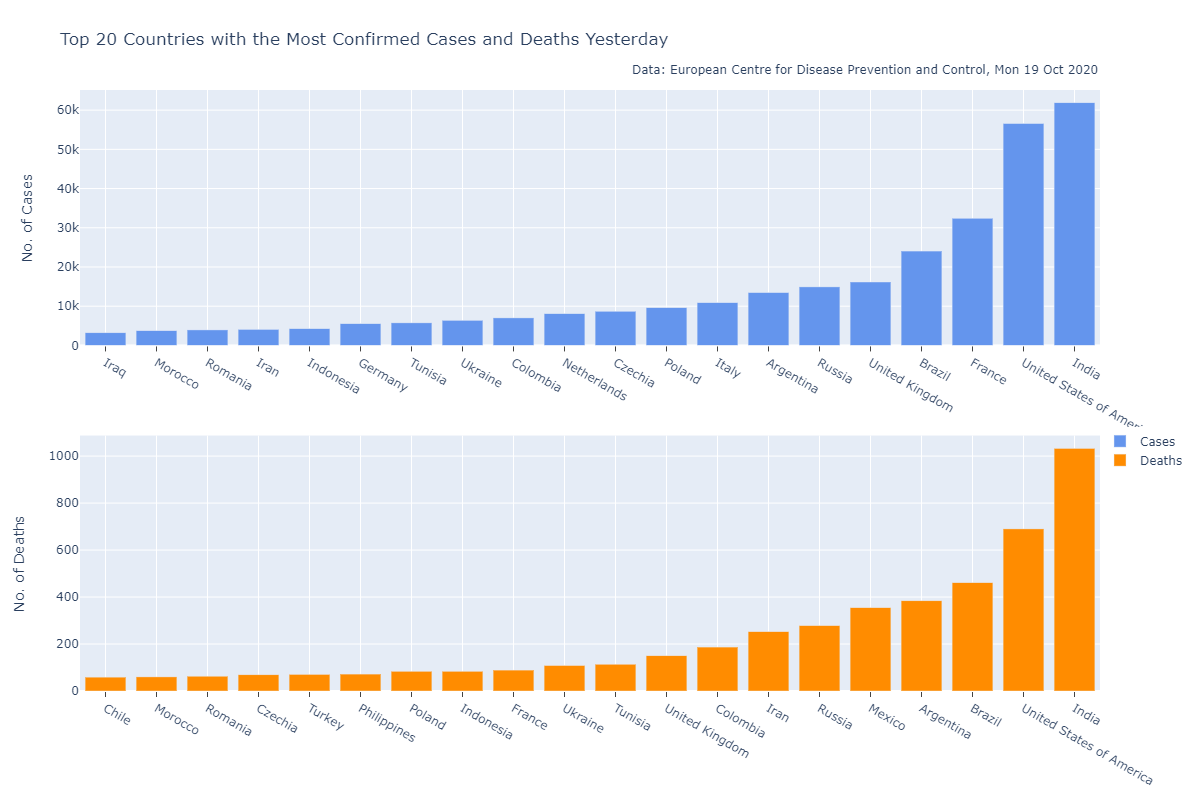 Top 20 Countries with the Most Confirmed Cases and Deaths Yesterday
Data: European Centre for Disease Prevention and Control, Mon 19 Oct 2020
No. of Cases
60k
50k
40k
30k
20k
10k
0
Iraq
Morocco
Romania
Iran
Indonesia
Germany
Tunisia
Ukraine
Colombia
Netherlands
Czechia
Poland
Italy
Argentina
Russia
United Kingdom
Brazil
France
United States of Ameri
India
Cases
Deaths
No. of Deaths
1000
800
600
400
200
0
Chile
Morocco
Romania
Czechia
Turkey
Philippines
Poland
Indonesia
France
Ukraine
Tunisia
United Kingdom
Colombia
Iran
Russia
Mexico
Argentina
Brazil
United States of America
India